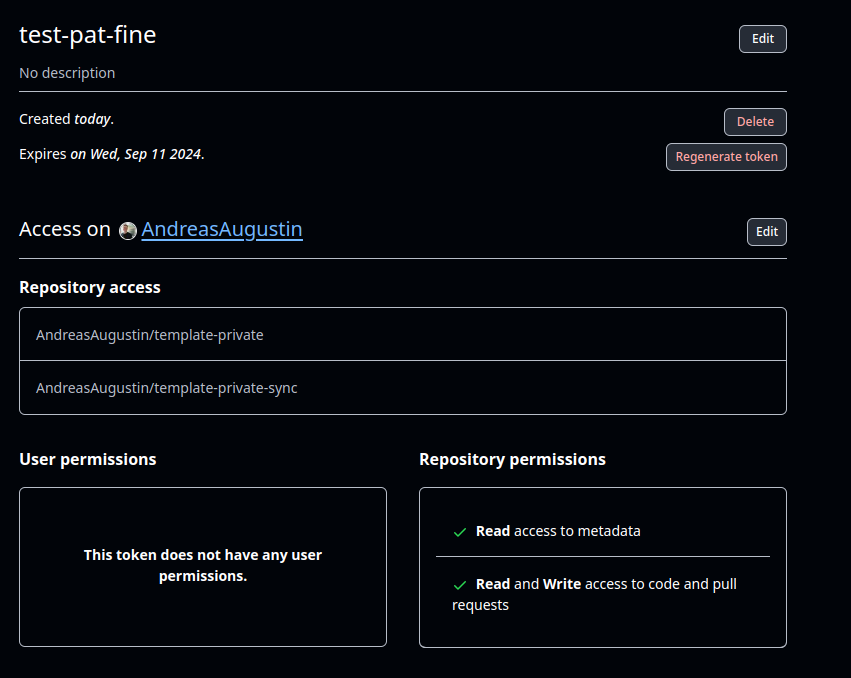 test-pat-fine
Edit
No description
Created today.
Delete
Expires on Wed, Sep 11 2024.
Regenerate token
Access on AndreasAugustin
Edit
Repository access
AndreasAugustin/template-private
AndreasAugustin/template-private-sync
User permissions
This token does not have any user
permissions.
Repository permissions
Read access to metadata
Read and Write access to code and pull
requests